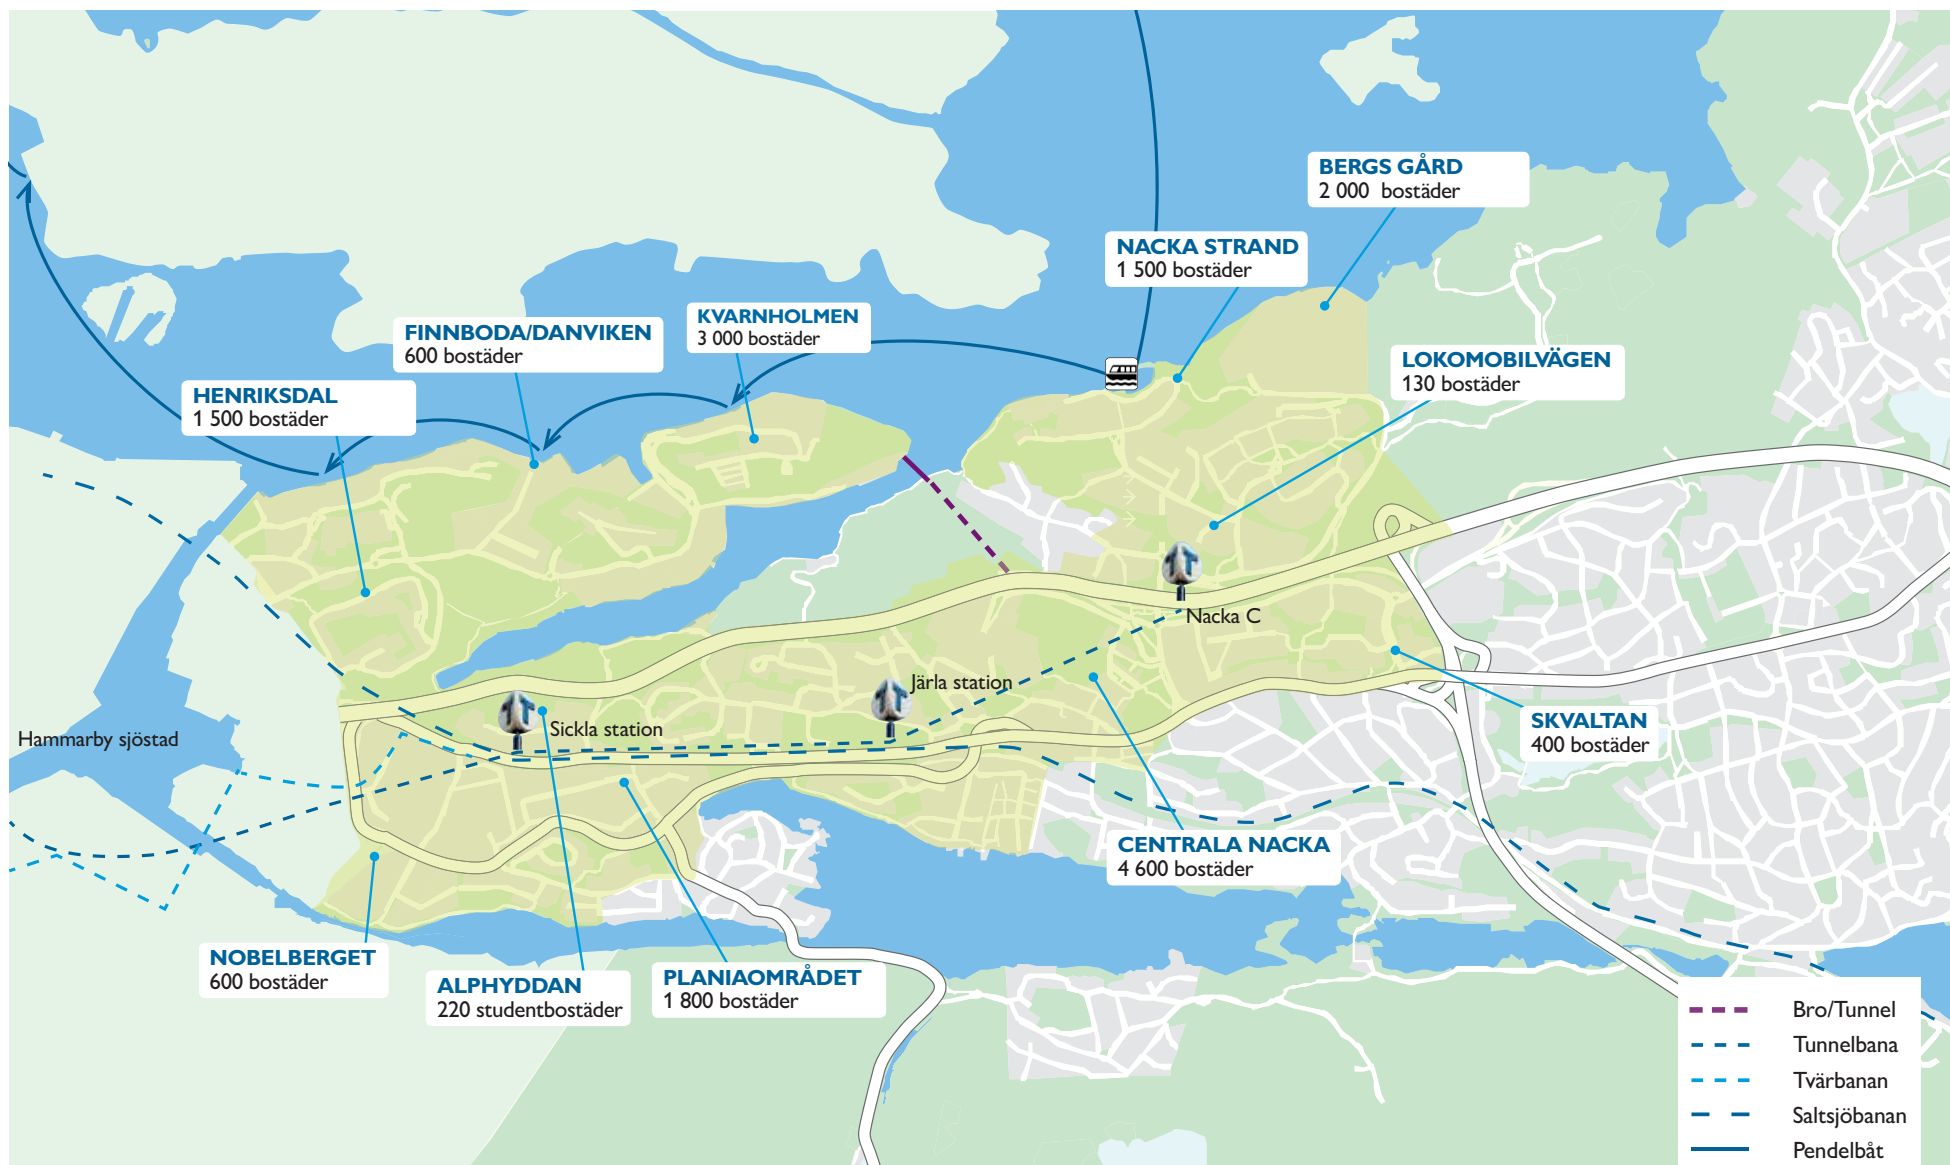 BERGS GÅRD
2 000 bostäder
NACKA STRAND
1 500 bostäder
KVARNHOLMEN
3 000 bostäder
FINNBODA/DANVIKEN
600 bostäder
LOKOMOBILVÄGEN
130 bostäder
HENRIKSDAL
1 500 bostäder
Nacka C
Järla station
Sickla station
Hammarby sjöstad
SKVALTAN
400 bostäder
CENTRALA NACKA
4 600 bostäder
NOBELBERGET
600 bostäder
ALPHYDDAN
220 studentbostäder
PLANIAOMRÅDET
1 800 bostäder
Bro/Tunnel
Tunnelbana
Tvärbanan
Saltsjöbanan
Pendelbåt